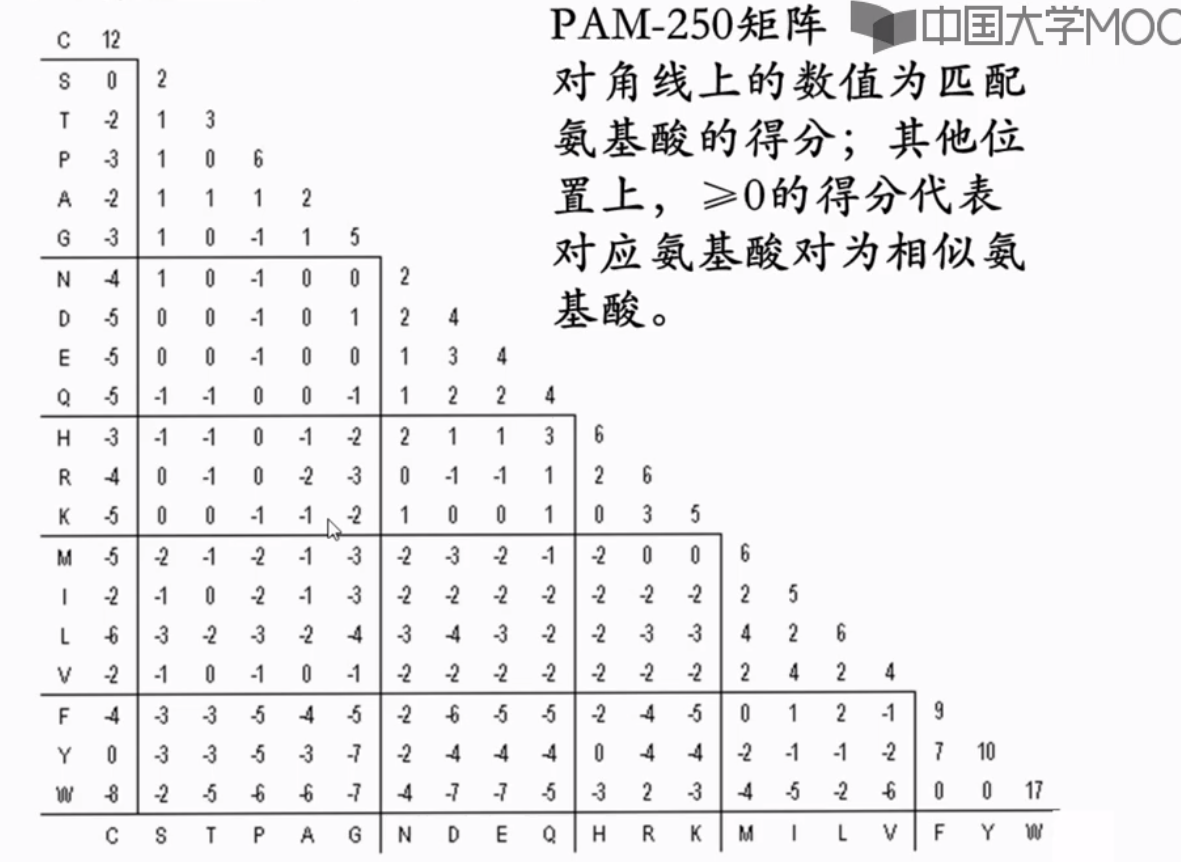 PAM-250矩阵
中国大学MOO
对角线上的数值为匹配
氨基酸的得分；其他位
置上，≥0的得分代表
对应氨基酸对为相似氨
基酸。
C 12
S 0 2
T -2 1 3
P -3 1 0 6
A -2 1 1 1 2
G -3 1 0 -1 1 5
N -4 1 0 -1 0 0 2
D -5 0 0 -1 0 1 2 4
E -5 0 0 -1 0 0 1 3 4
Q -5 -1 -1 0 0 -1 1 2 2 4
H -3 -1 -1 0 -1 -2 2 1 1 3 6
R -4 0 -1 0 -2 -3 0 -1 -1 1 2 6
K -5 0 0 -1 -1 -2 1 0 0 1 0 3 5
M -5 -2 -1 -2 -1 -3 -2 -3 -2 -1 -2 0 0 6
I -2 -1 0 -2 -1 -3 -2 -2 -2 -2 -2 -2 -2 2 5
L -6 -3 -2 -3 -2 -4 -3 -4 -3 -2 -2 -3 -3 4 2 6
V -2 -1 0 -1 0 -1 -2 -2 -2 -2 -2 -2 -2 2 4 2 4
F -4 -3 -3 -5 -4 -5 -2 -6 -5 -5 -2 -4 -5 0 1 2 -1 9
Y 0 -3 -3 -5 -3 -7 -2 -4 -4 -4 0 -4 -4 -2 -1 -1 -2 7 10
W -8 -2 -5 -6 -6 -7 -4 -7 -7 -5 -3 2 -3 -4 -5 -2 -6 0 0 17
C S T P A G N D E Q H R K M I L V F Y W